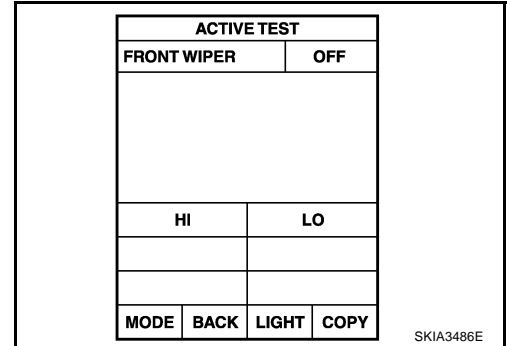 ACTIVE TEST
FRONT WIPER OFF
HI LO
MODE BACK LIGHT COPY
SKIA3486E